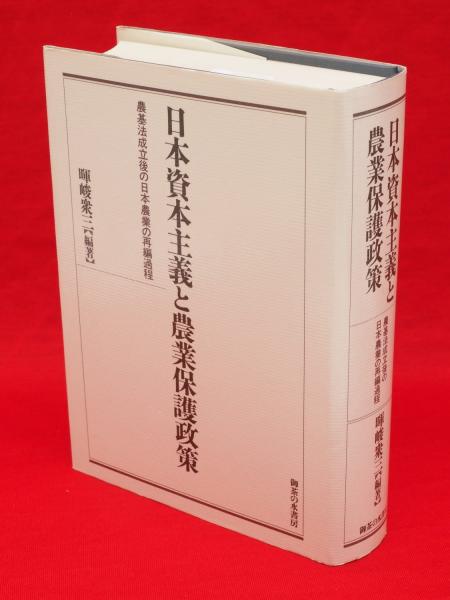 日本資本主義と農業保護政策
農基法成立後の日本農業の再編過程
暉峻衆三【編著】
御茶の水書房
日本資本主義と
農業保護政策
農基法成立後の
日本農業の再編過程
暉峻衆三【編著】
御茶の水書